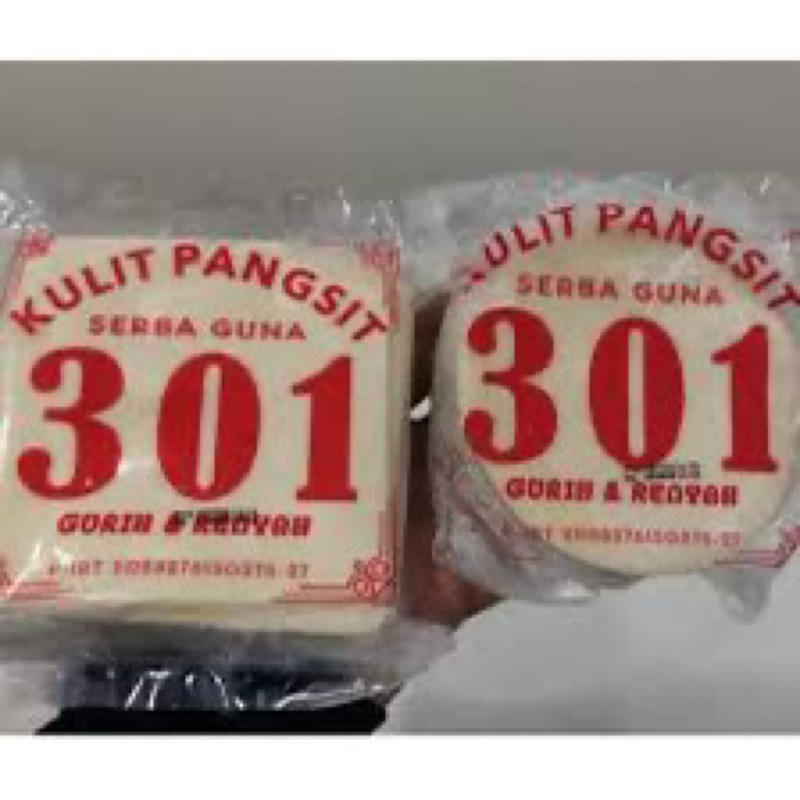 KULIT PANGSIT
SERBA GUNA
301
GURIH & RENYAH
KULIT PANGSIT
SERBA GUNA
301
GURIH & RENYAH